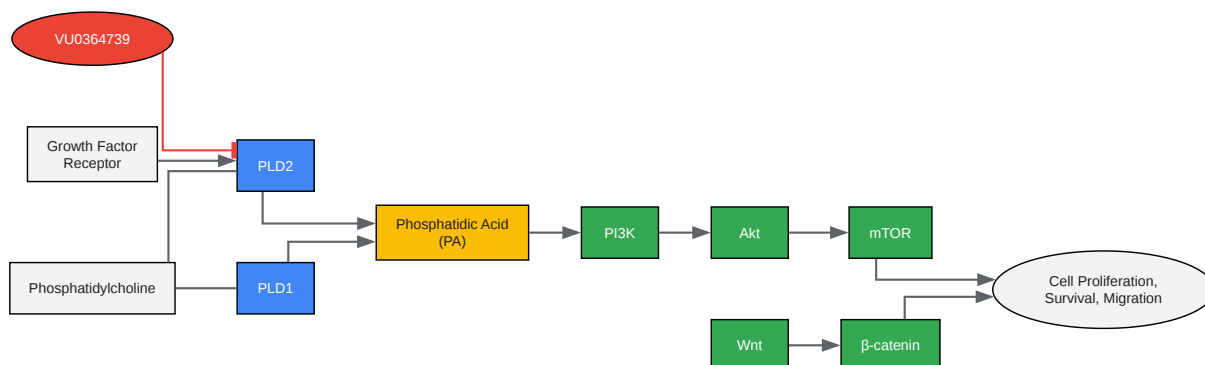 VU0364739
Growth Factor
Receptor
PLD2
Phosphatidylcholine
PLD1
Phosphatidic Acid
(PA)
PI3K
Akt
mTOR
Wnt
β-catenin
Cell Proliferation,
Survival, Migration